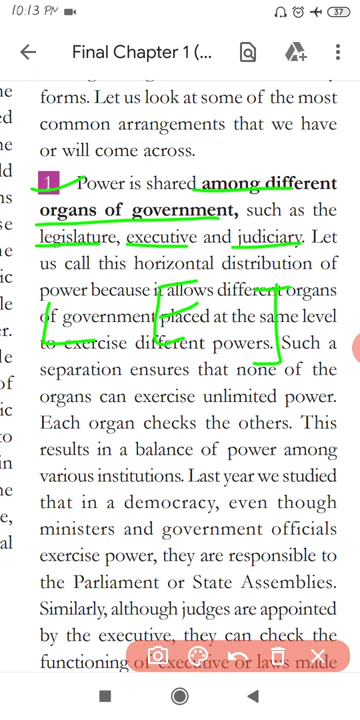 10:13 PM
37
Final Chapter 1 (...
forms. Let us look at some of the most
common arrangements that we have
or will come across.
1 Power is shared among different
organs of government, such as the
legislature, executive and judiciary. Let
us call this horizontal distribution of
power because it allows different organs
of government placed at the same level
to exercise different powers. Such a
separation ensures that none of the
organs can exercise unlimited power.
Each organ checks the others. This
results in a balance of power among
various institutions. Last year we studied
that in a democracy, even though
ministers and government officials
exercise power, they are responsible to
the Parliament or State Assemblies.
Similarly, although judges are appointed
by the executive, they can check the
functioning of executive or laws made
L E J